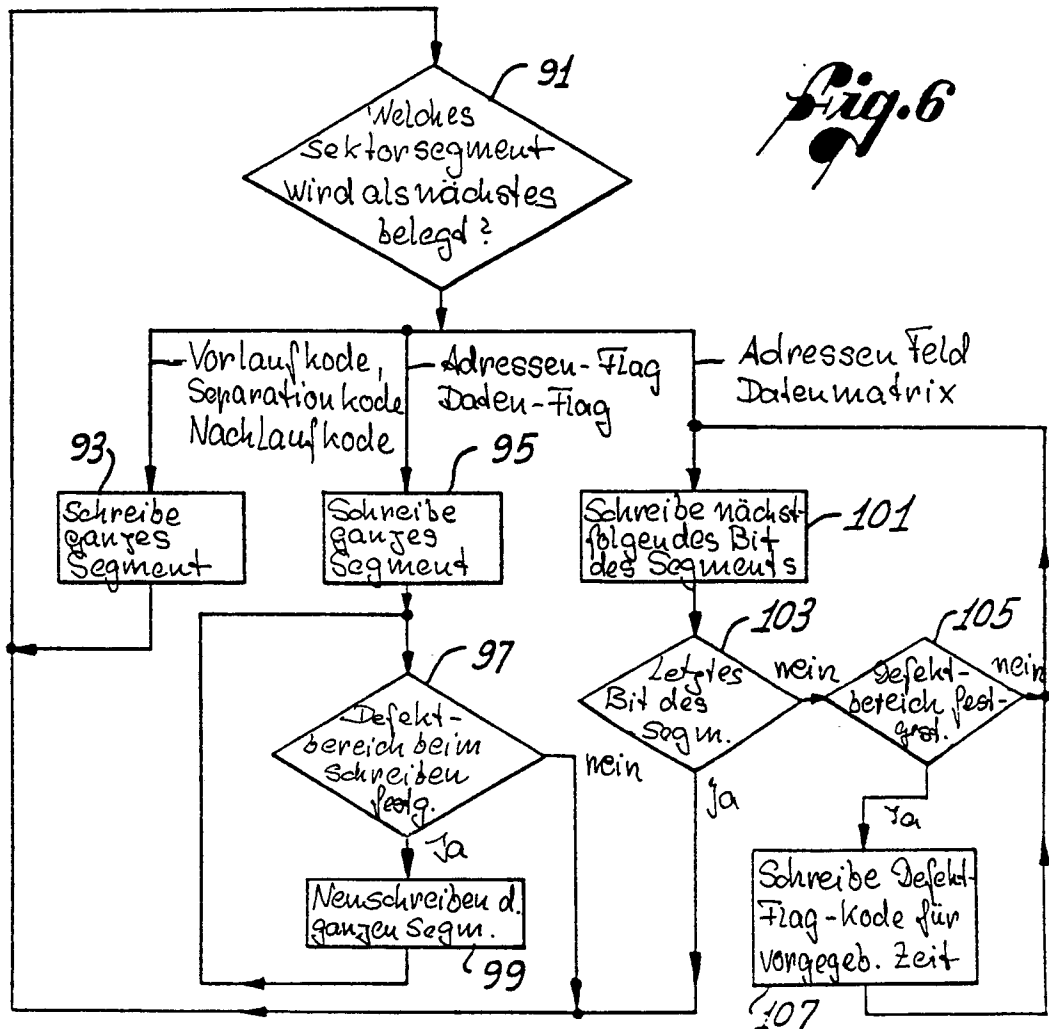 Fig. 6
91
Welches
Sektorsegment
wird als nächstes
belegt?
Vorlaufkode,
Separationkode
Nachlaufkode
Adressen-Flag
Daten-Flag
Adressen Feld
Datenmatrix
93
Schreibe
ganzes
Segment
95
Schreibe
ganzes
Segment
101
Schreibe nächst-
folgendes Bit
des Segments
97
Defekt-
bereich beim
Schreiben
festg.
nein
ja
103
Letztes
Bit des
Segm.
nein
ja
105
Defekt-
bereich fest-
gest.
nein
ja
Neuschreiben d.
ganzen Segm.
99
Schreibe Defekt-
Flag-Kode für
vorgegeb. Zeit
107